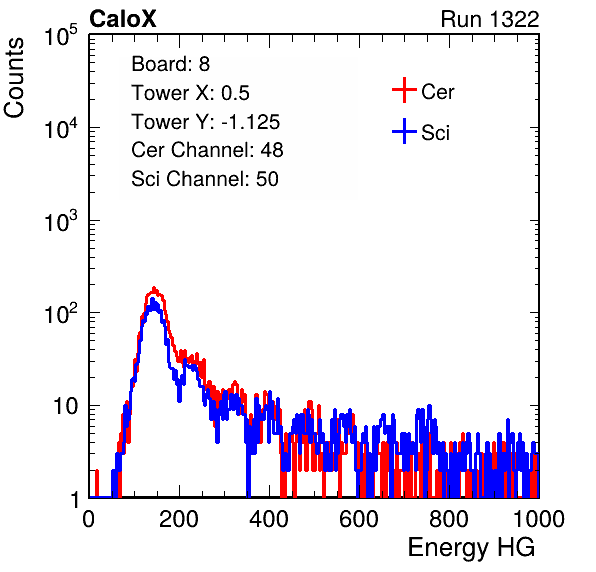 CaloX Run 1322
Counts
10^5
10^4
10^3
10^2
10
1
Board: 8
Tower X: 0.5
Tower Y: -1.125
Cer Channel: 48
Sci Channel: 50
Cer
Sci
0 200 400 600 800 1000
Energy HG